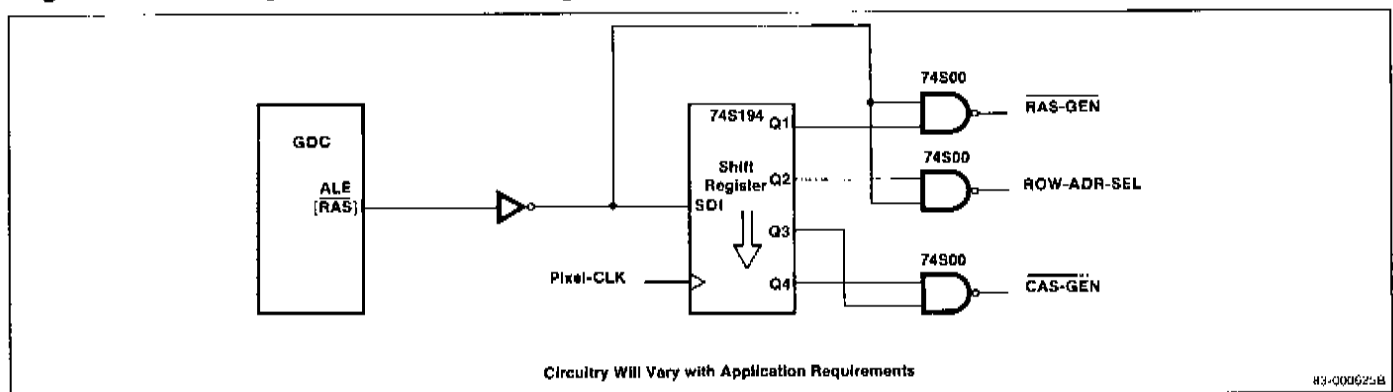 GDC
ALE
[RAS]
Pixel-CLK
74S194
Q1
Shift
Register
Q2
SDI
Q3
Q4
74S00
RAS-GEN
74S00
ROW-ADR-SEL
74S00
CAS-GEN
Circuitry Will Vary with Application Requirements
83-000625B